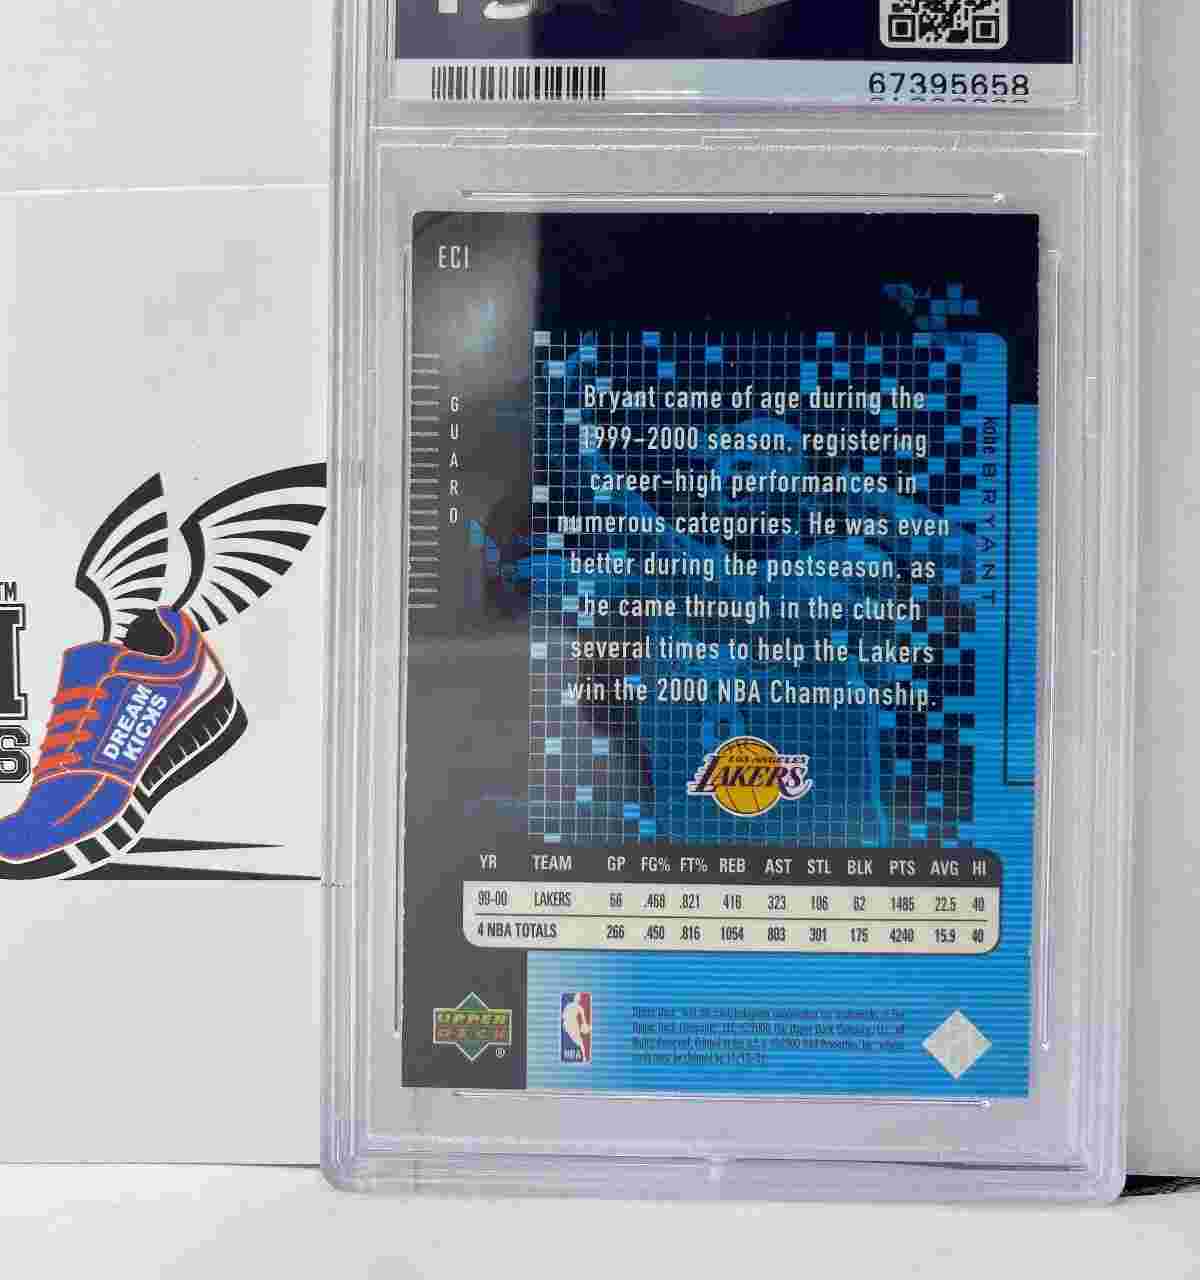 67395658
EC1
GUARD
KOBE BRYANT
Bryant came of age during the
1999-2000 season, registering
career-high performances in
numerous categories. He was even
better during the postseason, as
he came through in the clutch
several times to help the Lakers
win the 2000 NBA Championship.
LOS ANGELES
LAKERS
YR TEAM GP FG% FT% REB AST STL BLK PTS AVG HI
99-00 LAKERS 66 .468 .821 416 323 106 62 1485 22.5 40
4 NBA TOTALS 266 .450 .816 1054 803 301 175 4240 15.9 40
UPPER
DECK
®
NBA
TM
DREAM
KICKS